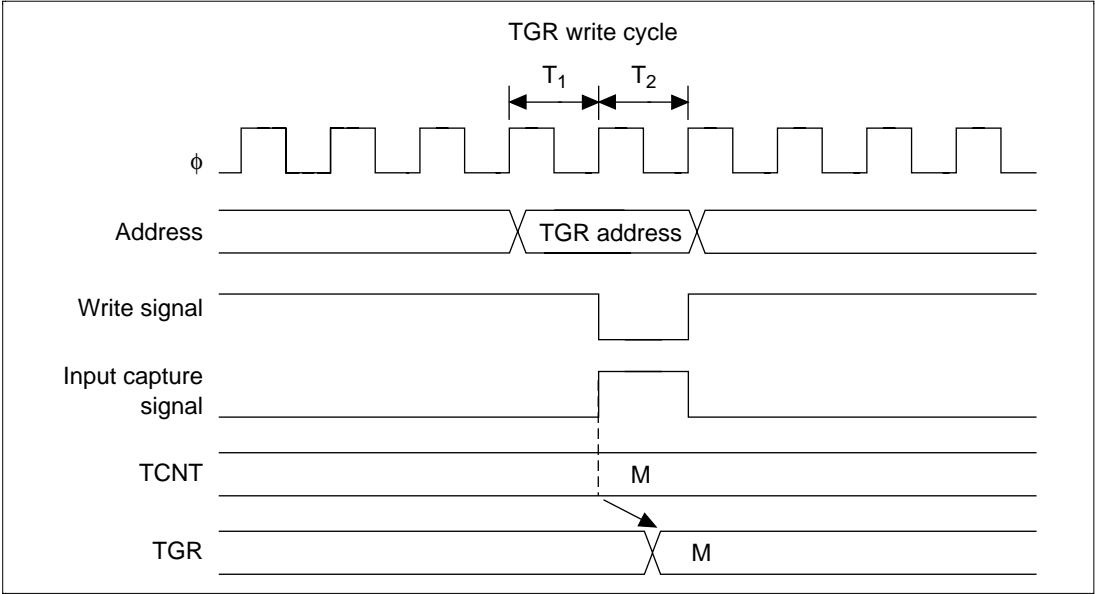 TGR write cycle
T1 T2
ϕ
Address TGR address
Write signal
Input capture
signal
TCNT M
TGR M